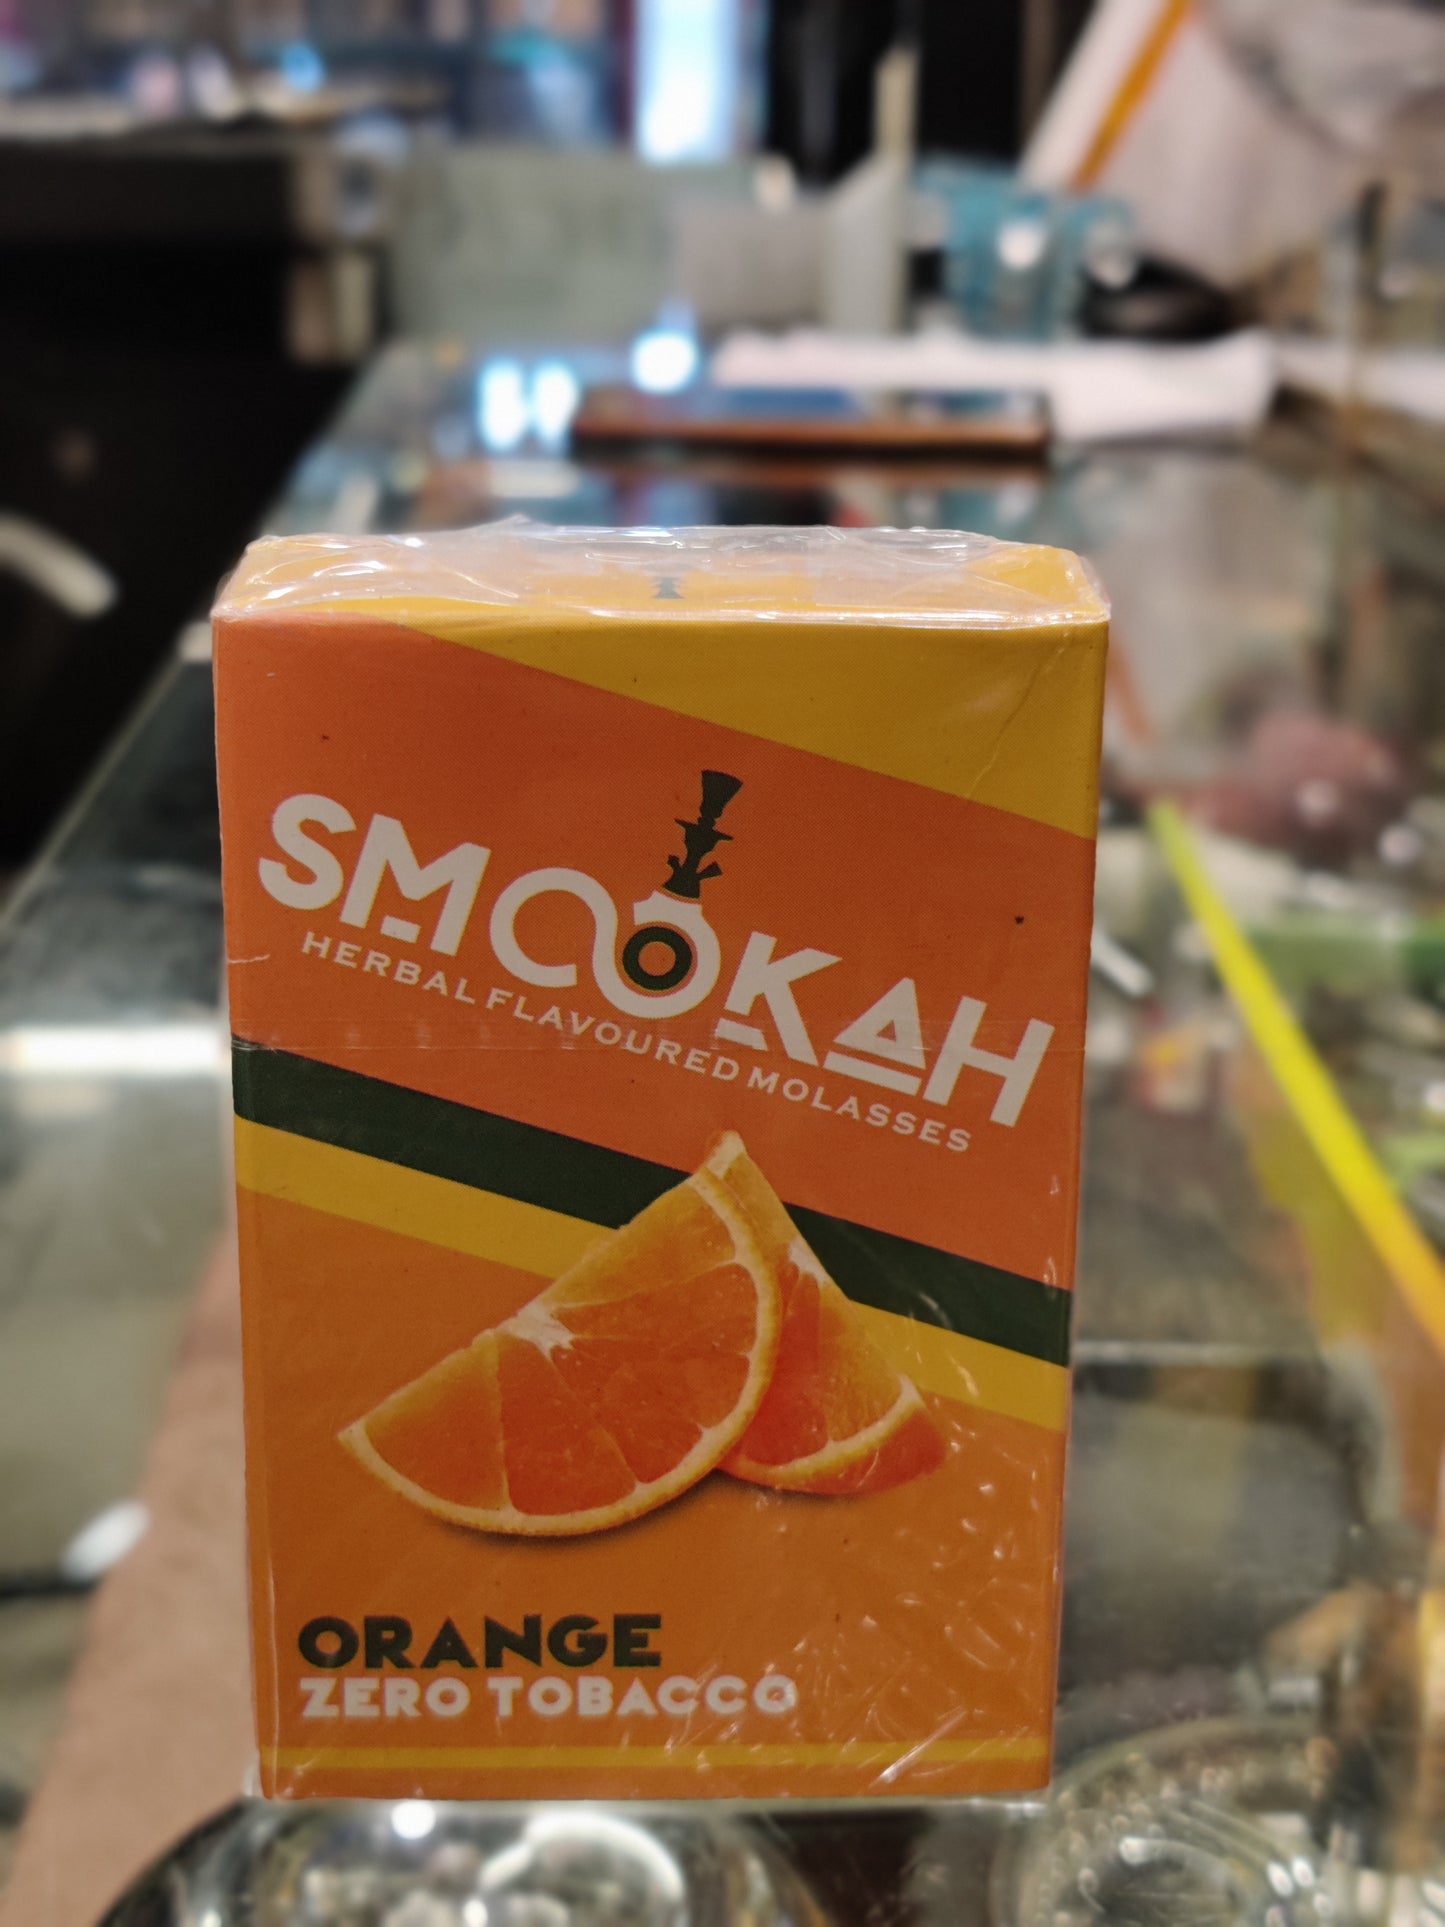 SMOOKAH
HERBAL FLAVOURED MOLASSES
ORANGE
ZERO TOBACCO